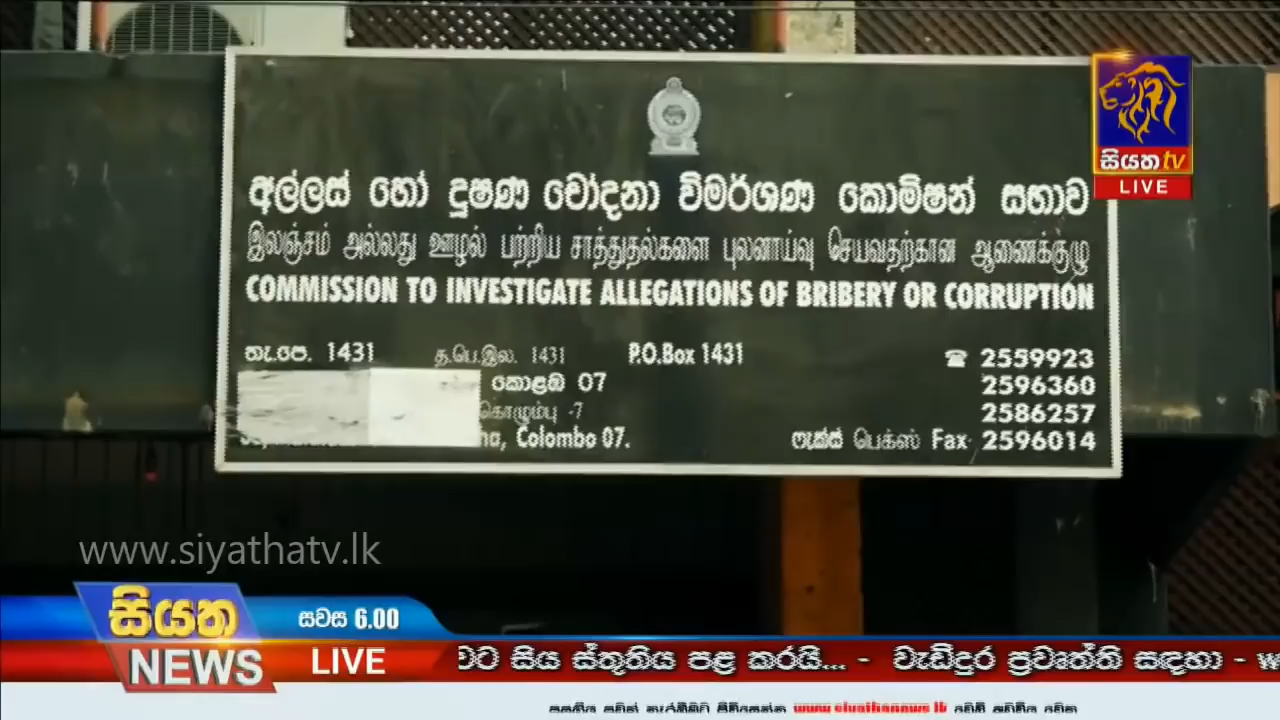 සියත tv
LIVE
අල්ලස් හෝ දූෂණ චෝදනා විමර්ශණ කොමිෂන් සභාව
இலஞ்சம் அல்லது ஊழல் பற்றிய சாத்துதல்களை புலனாய்வு செய்வதற்கான ஆணைக்குழு
COMMISSION TO INVESTIGATE ALLEGATIONS OF BRIBERY OR CORRUPTION
තැ.පෙ. 1431 த.பெ.இல. 1431 P.O.Box 1431 ☎ 2559923
කොළඹ 07 2596360
கொழும்பு -7 2586257
Colombo 07. ෆැක්ස් பெக்ஸ் Fax 2596014
www.siyathatv.lk
සියත සවස 6.00
NEWS LIVE වට සිය ස්තුතිය පළ කරයි... - වැඩිදුර ප්‍රවෘත්ති සඳහා - w
www.siyathanews.lk